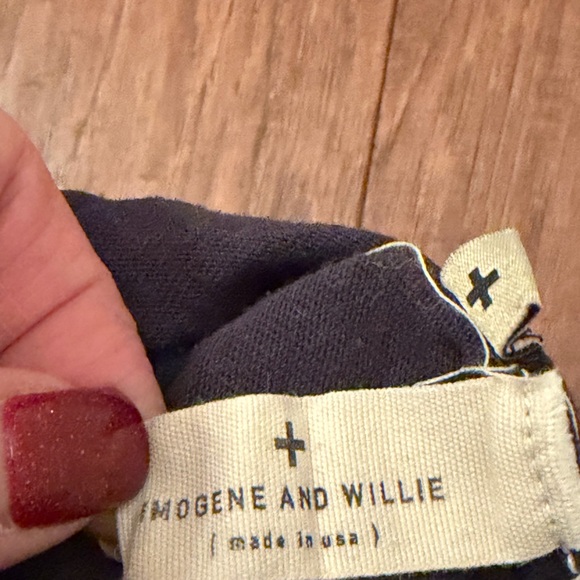 +
+
IMOGENE AND WILLIE
( made in usa )